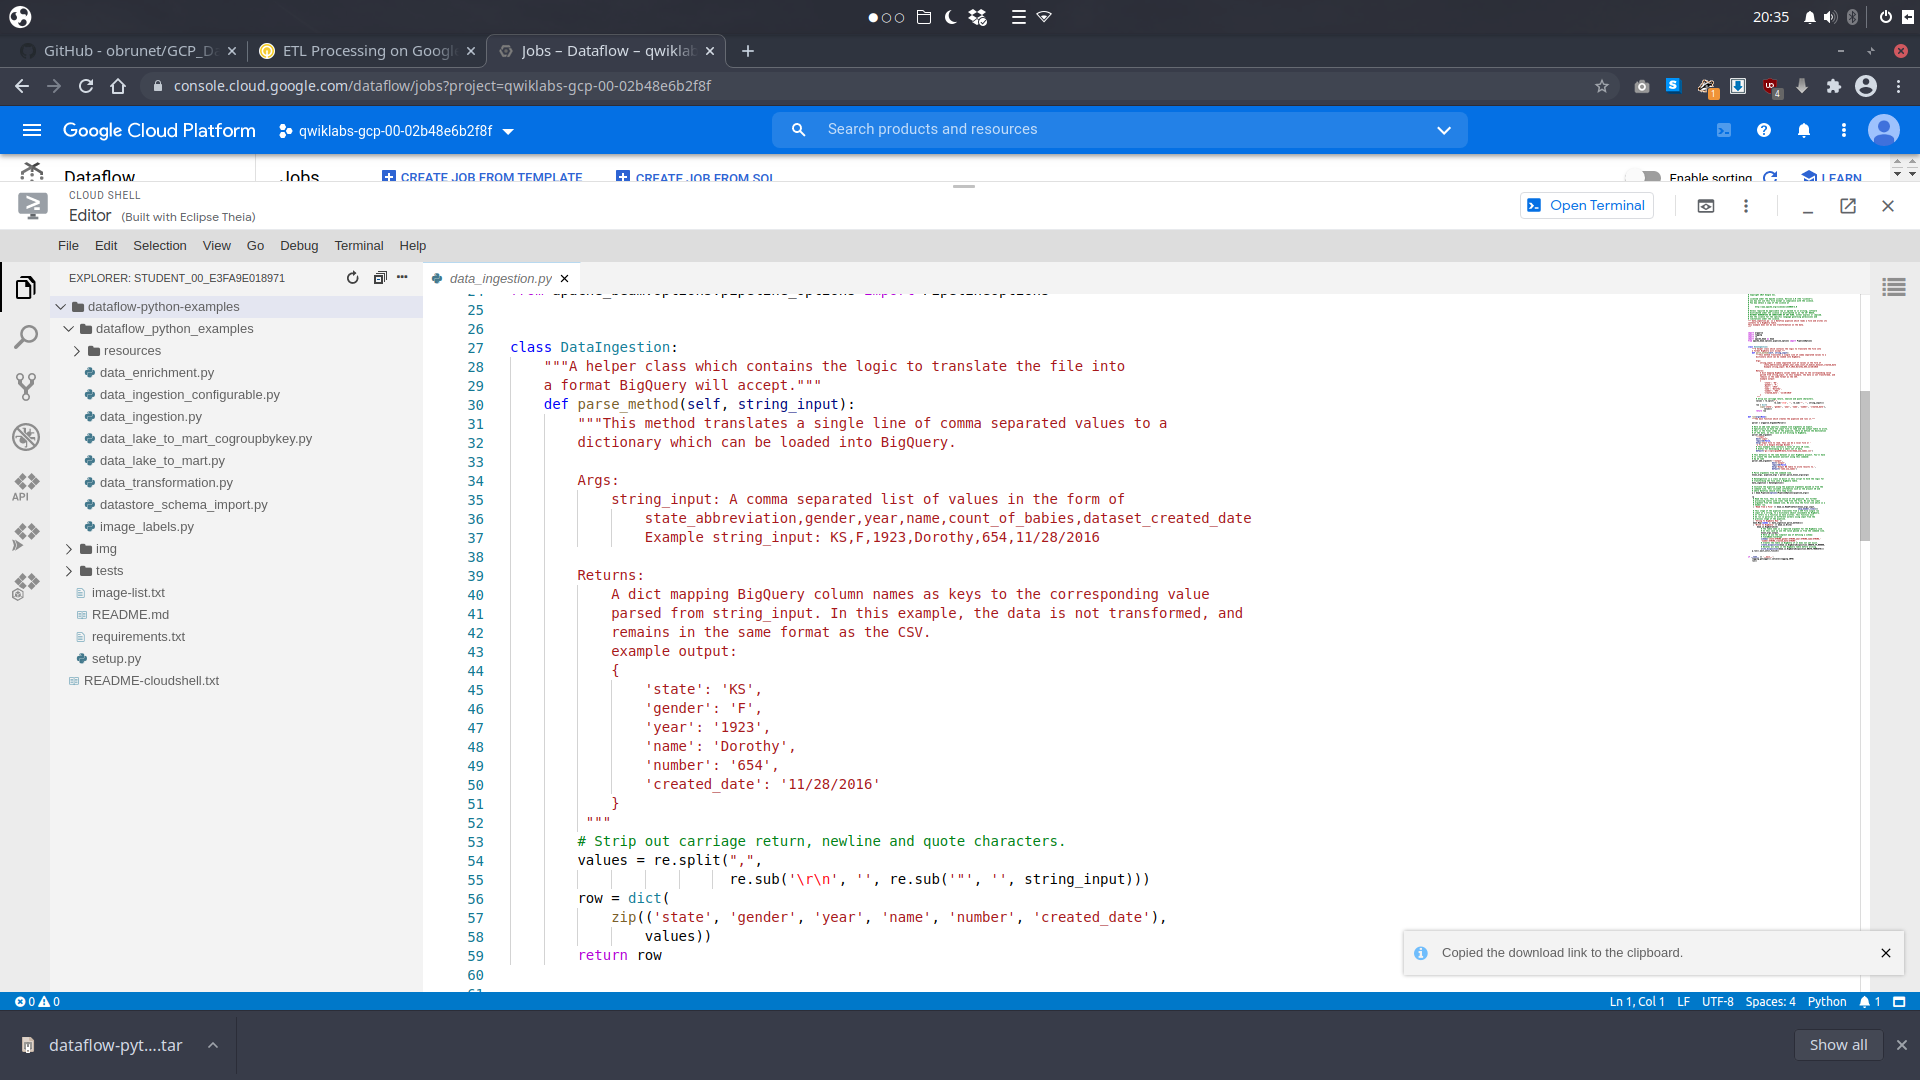 20:35
GitHub - obrunet/GCP_Da
ETL Processing on Google
Jobs – Dataflow – qwiklab
console.cloud.google.com/dataflow/jobs?project=qwiklabs-gcp-00-02b48e6b2f8f
1
4
Google Cloud Platform
qwiklabs-gcp-00-02b48e6b2f8f
Search products and resources
Dataflow
Jobs
CREATE JOB FROM TEMPLATE
CREATE JOB FROM SQL
Enable sorting
LEARN
CLOUD SHELL
Editor (Built with Eclipse Theia)
Open Terminal
File Edit Selection View Go Debug Terminal Help
EXPLORER: STUDENT_00_E3FA9E018971
data_ingestion.py
dataflow-python-examples
dataflow_python_examples
resources
data_enrichment.py
data_ingestion_configurable.py
data_ingestion.py
data_lake_to_mart_cogroupbykey.py
data_lake_to_mart.py
data_transformation.py
datastore_schema_import.py
image_labels.py
img
tests
image-list.txt
README.md
requirements.txt
setup.py
README-cloudshell.txt
API
24 from apache_beam.options.pipeline_options import PipelineOptions
25
26
27 class DataIngestion:
28 """A helper class which contains the logic to translate the file into
29 a format BigQuery will accept."""
30 def parse_method(self, string_input):
31 """This method translates a single line of comma separated values to a
32 dictionary which can be loaded into BigQuery.
33
34 Args:
35 string_input: A comma separated list of values in the form of
36 state_abbreviation,gender,year,name,count_of_babies,dataset_created_date
37 Example string_input: KS,F,1923,Dorothy,654,11/28/2016
38
39 Returns:
40 A dict mapping BigQuery column names as keys to the corresponding value
41 parsed from string_input. In this example, the data is not transformed, and
42 remains in the same format as the CSV.
43 example output:
44 {
45 'state': 'KS',
46 'gender': 'F',
47 'year': '1923',
48 'name': 'Dorothy',
49 'number': '654',
50 'created_date': '11/28/2016'
51 }
52 """
53 # Strip out carriage return, newline and quote characters.
54 values = re.split(",",
55 re.sub('\r\n', '', re.sub('"', '', string_input)))
56 row = dict(
57 zip(('state', 'gender', 'year', 'name', 'number', 'created_date'),
58 values))
59 return row
60
61
Copied the download link to the clipboard.
0 0
Ln 1, Col 1 LF UTF-8 Spaces: 4 Python 1
dataflow-pyt....tar
Show all